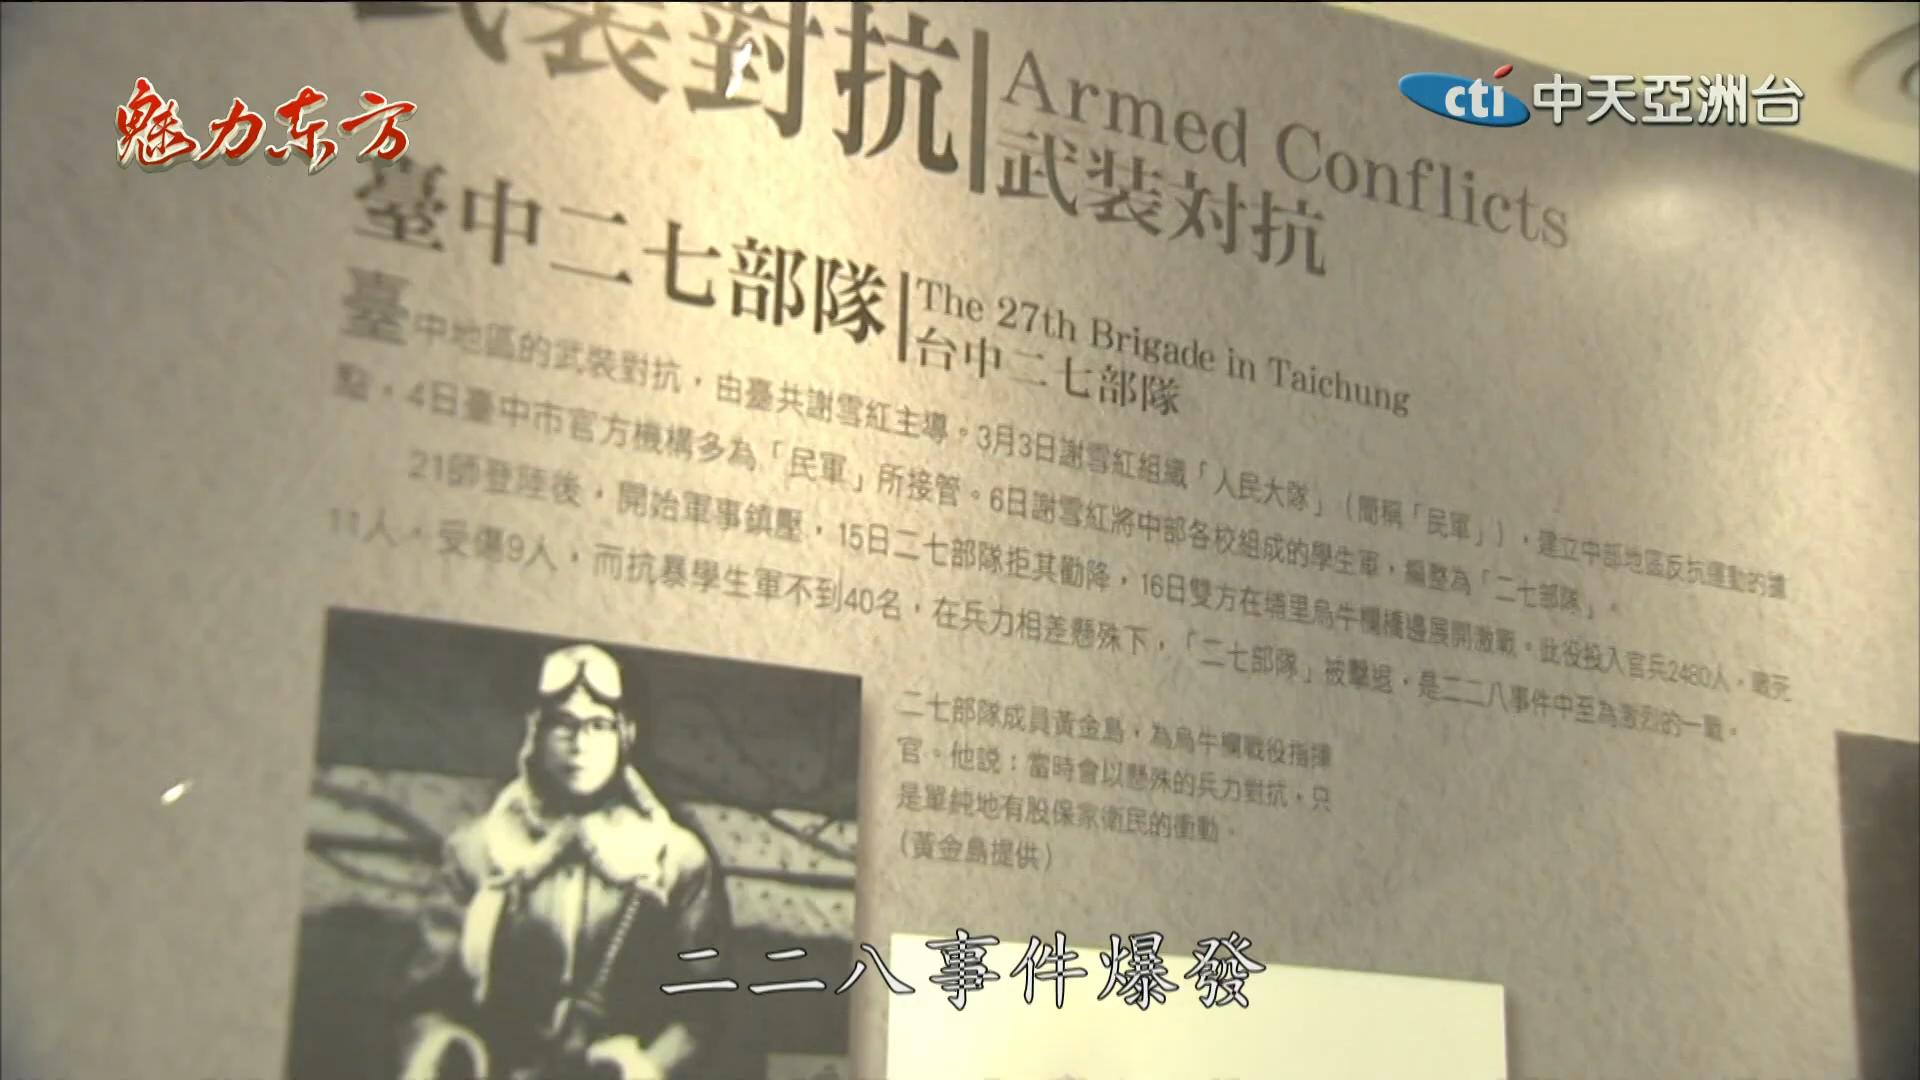 魅力东方
cti 中天亞洲台
武裝對抗
Armed Conflicts
武装対抗
臺中二七部隊
The 27th Brigade in Taichung
台中二七部隊
臺中地區的武裝對抗，由臺共謝雪紅主導。3月3日謝雪紅組織「人民大隊」（簡稱「民軍」），建立中部地區反抗運動的據
點，4日臺中市官方機構多為「民軍」所接管。6日謝雪紅將中部各校組成的學生軍，編整為「二七部隊」。
21師登陸後，開始軍事鎮壓，15日二七部隊拒其勸降，16日雙方在埔里烏牛欄橋邊展開激戰。此役投入官兵2480人，戰死
11人，受傷9人，而抗暴學生軍不到40名，在兵力相差懸殊下，「二七部隊」被擊退，是二二八事件中至為激烈的一戰。
二七部隊成員黃金島，為烏牛欄戰役指揮
官。他說：當時會以懸殊的兵力對抗，只
是單純地有股保家衛民的衝動。
（黃金島提供）
二二八事件爆發